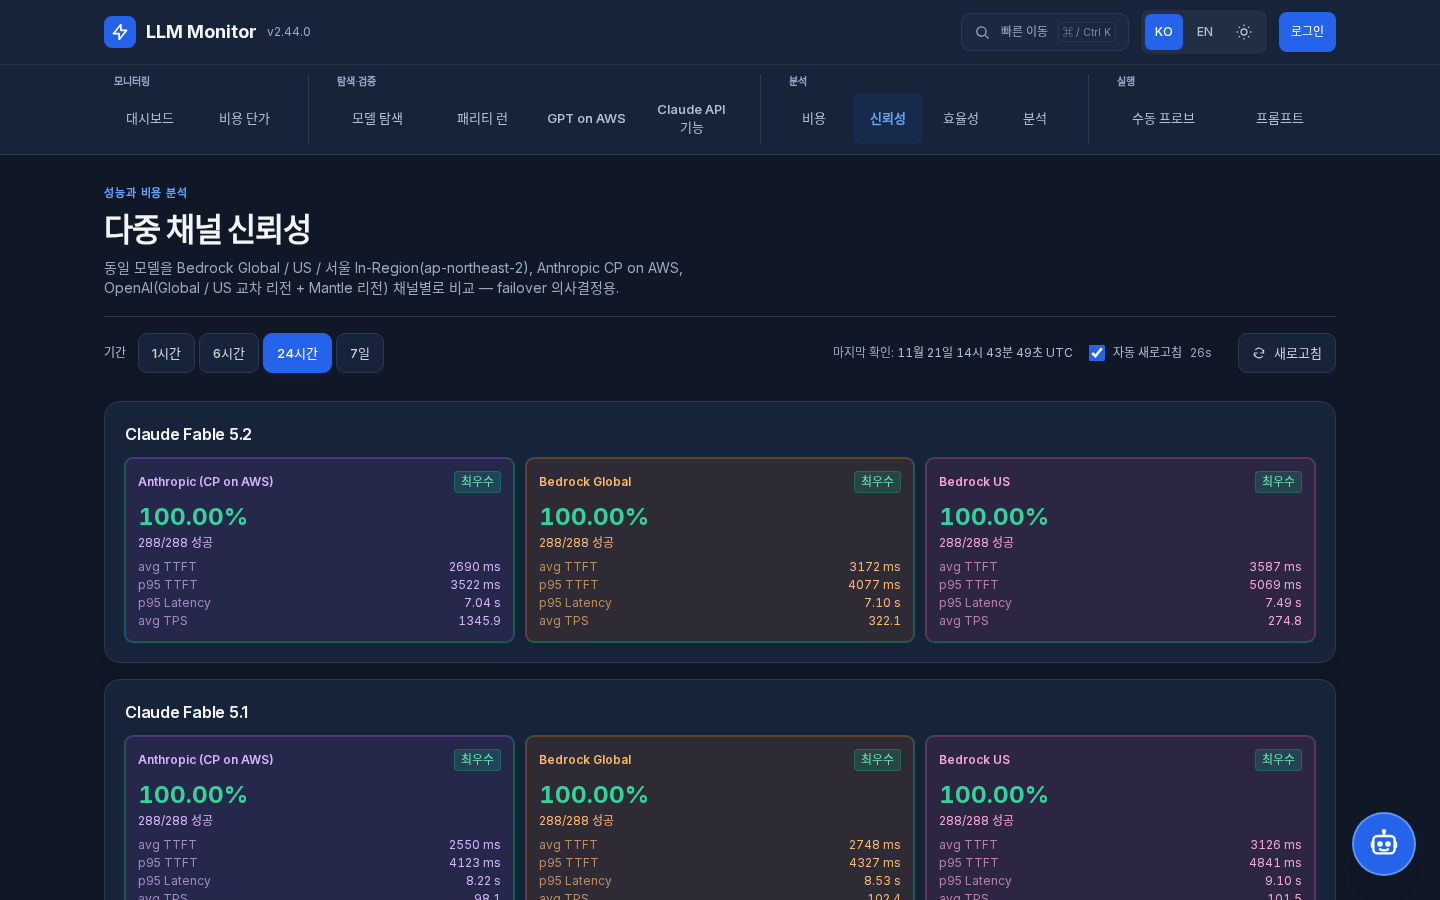 LLM Monitor v2.44.0
빠른 이동 ⌘ / Ctrl K
KO EN
로그인
모니터링
대시보드 비용 단가
탐색·검증
모델 탐색 패리티 런 GPT on AWS Claude API
기능
분석
비용 신뢰성 효율성 분석
실행
수동 프로브 프롬프트
성능과 비용 분석
다중 채널 신뢰성
동일 모델을 Bedrock Global / US / 서울 In-Region(ap-northeast-2), Anthropic CP on AWS,
OpenAI(Global / US 교차 리전 + Mantle 리전) 채널별로 비교 — failover 의사결정용.
기간 1시간 6시간 24시간 7일
마지막 확인: 11월 21일 14시 43분 49초 UTC 자동 새로고침 26s 새로고침
Claude Fable 5.2
Anthropic (CP on AWS) 최우수
100.00%
288/288 성공
avg TTFT 2690 ms
p95 TTFT 3522 ms
p95 Latency 7.04 s
avg TPS 1345.9
Bedrock Global 최우수
100.00%
288/288 성공
avg TTFT 3172 ms
p95 TTFT 4077 ms
p95 Latency 7.10 s
avg TPS 322.1
Bedrock US 최우수
100.00%
288/288 성공
avg TTFT 3587 ms
p95 TTFT 5069 ms
p95 Latency 7.49 s
avg TPS 274.8
Claude Fable 5.1
Anthropic (CP on AWS) 최우수
100.00%
288/288 성공
avg TTFT 2550 ms
p95 TTFT 4123 ms
p95 Latency 8.22 s
avg TPS 98.1
Bedrock Global 최우수
100.00%
288/288 성공
avg TTFT 2748 ms
p95 TTFT 4327 ms
p95 Latency 8.53 s
avg TPS 102.4
Bedrock US 최우수
100.00%
288/288 성공
avg TTFT 3126 ms
p95 TTFT 4841 ms
p95 Latency 9.10 s
avg TPS 101.5